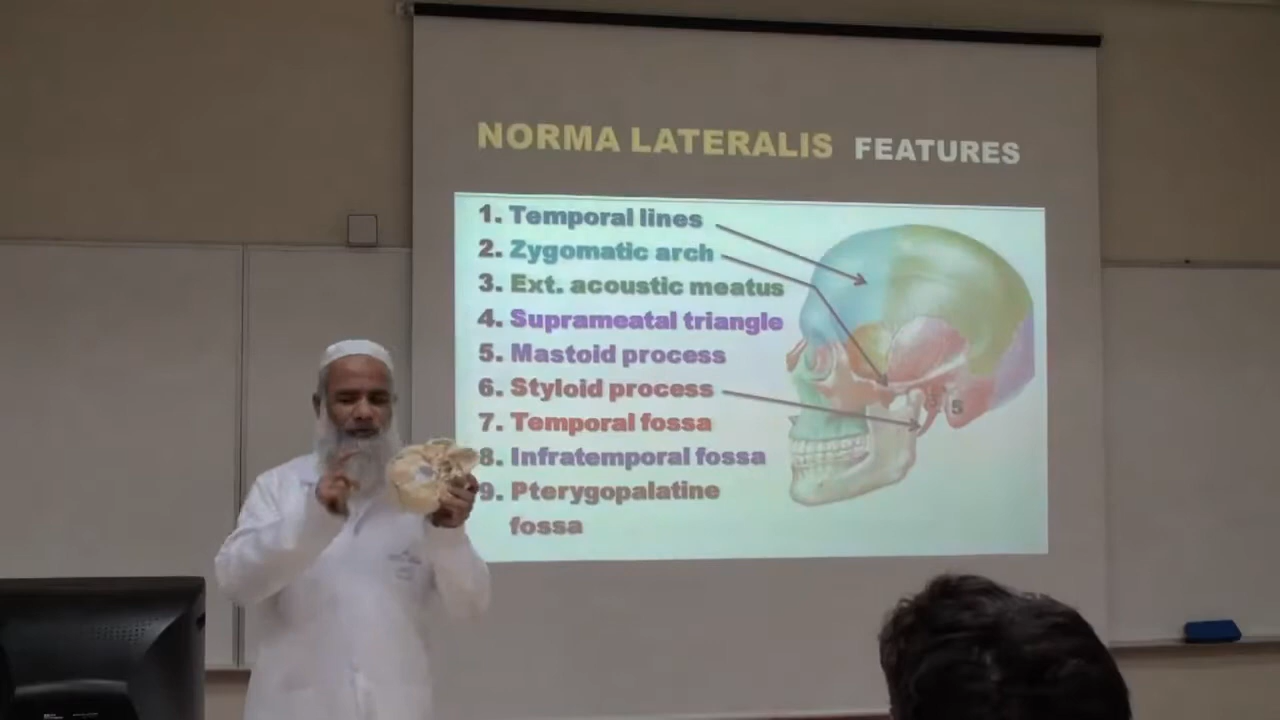 NORMA LATERALIS FEATURES
1. Temporal lines
2. Zygomatic arch
3. Ext. acoustic meatus
4. Suprameatal triangle
5. Mastoid process
6. Styloid process
7. Temporal fossa
8. Infratemporal fossa
9. Pterygopalatine
fossa
5